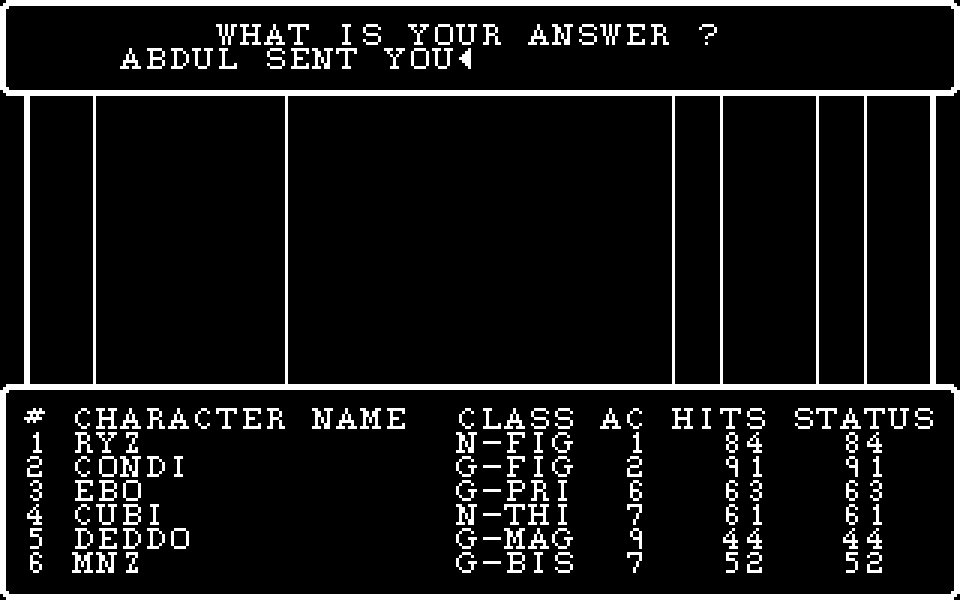 WHAT IS YOUR ANSWER ?
ABDUL SENT YOU
# CHARACTER NAME CLASS AC HITS STATUS
1 RYZ N-FIG 1 84 84
2 CONDI G-FIG 2 91 91
3 EBO G-PRI 6 63 63
4 CUBI N-THI 7 61 61
5 DEDDO G-MAG 9 44 44
6 MNZ G-BIS 7 52 52